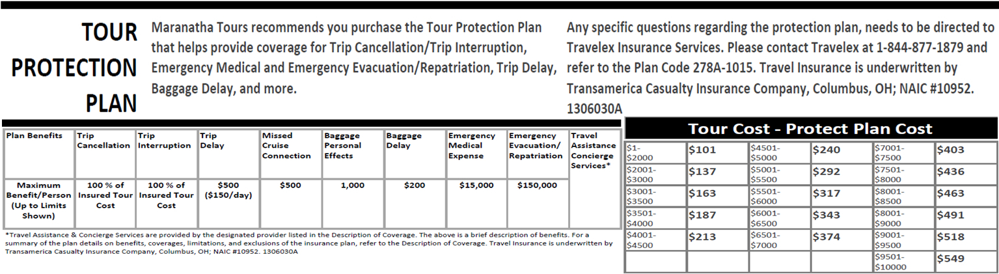 TOUR
PROTECTION
PLAN
Maranatha Tours recommends you purchase the Tour Protection Plan
that helps provide coverage for Trip Cancellation/Trip Interruption,
Emergency Medical and Emergency Evacuation/Repatriation, Trip Delay,
Baggage Delay, and more.
Any specific questions regarding the protection plan, needs to be directed to
Travelex Insurance Services. Please contact Travelex at 1-844-877-1879 and
refer to the Plan Code 278A-1015. Travel Insurance is underwritten by
Transamerica Casualty Insurance Company, Columbus, OH; NAIC #10952.
1306030A
Plan Benefits
Trip
Cancellation
Trip
Interruption
Trip
Delay
Missed
Cruise
Connection
Baggage
Personal
Effects
Baggage
Delay
Emergency
Medical
Expense
Emergency
Evacuation/
Repatriation
Travel
Assistance
Concierge
Services*
Maximum
Benefit/Person
(Up to Limits
Shown)
100 % of
Insured Tour
Cost
100 % of
Insured Tour
Cost
$500
($150/day)
$500
1,000
$200
$15,000
$150,000
*Travel Assistance & Concierge Services are provided by the designated provider listed in the Description of Coverage. The above is a brief description of benefits. For a
summary of the plan details on benefits, coverages, limitations, and exclusions of the insurance plan, refer to the Description of Coverage. Travel Insurance is underwritten by
Transamerica Casualty Insurance Company, Columbus, OH; NAIC #10952. 1306030A
Tour Cost - Protect Plan Cost
$1-
$2000
$101
$4501-
$5000
$240
$7001-
$7500
$403
$2001-
$3000
$137
$5001-
$5500
$292
$7501-
$8000
$436
$3001-
$3500
$163
$5501-
$6000
$317
$8001-
$8500
$463
$3501-
$4000
$187
$6001-
$6500
$343
$8001-
$9000
$491
$4001-
$4500
$213
$6501-
$7000
$374
$9001-
$9500
$518
$9501-
$10000
$549